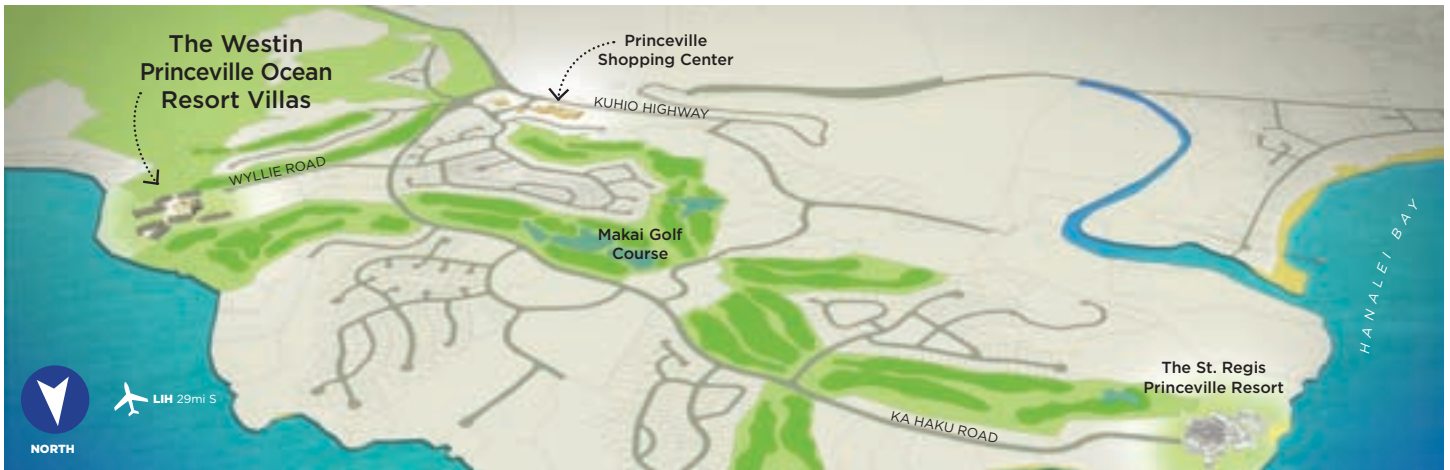 The Westin
Princeville Ocean
Resort Villas
Princeville
Shopping Center
KUHIO HIGHWAY
WYLLIE ROAD
Makai Golf
Course
HANALEI BAY
The St. Regis
Princeville Resort
KA HAKU ROAD
LIH 29mi S
NORTH